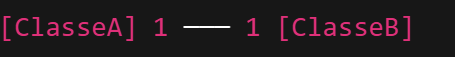 [ClasseA] 1 ─── 1 [ClasseB]